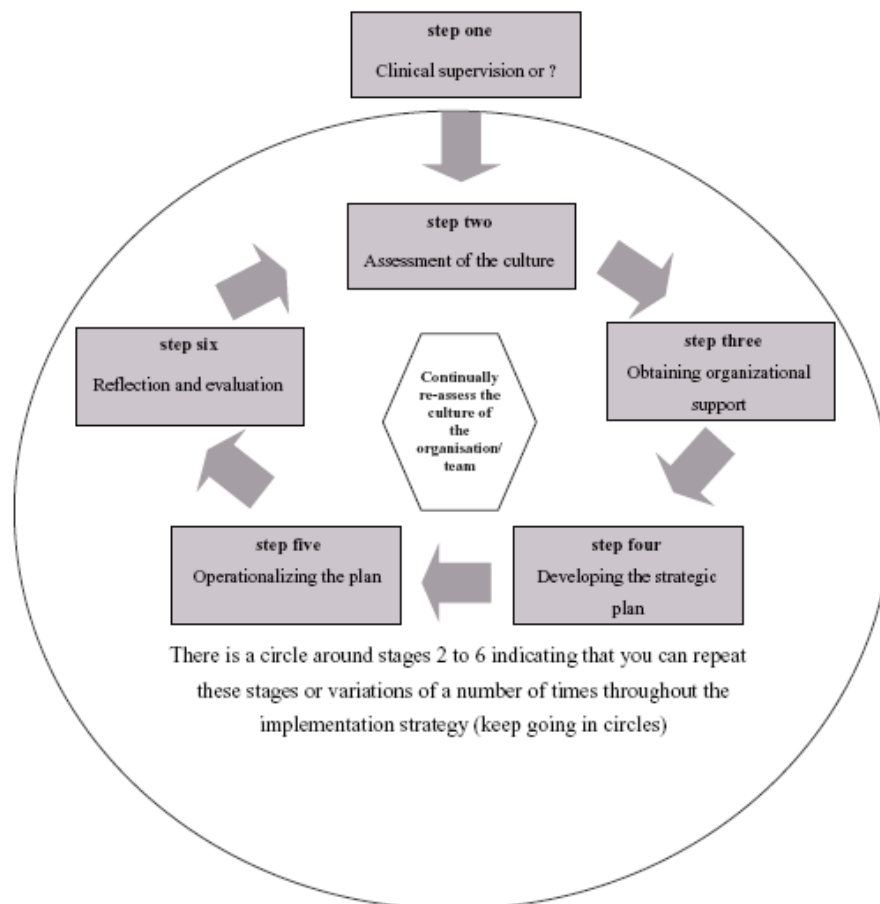 step one
Clinical supervision or ?
step two
Assessment of the culture
step six
Reflection and evaluation
step three
Obtaining organizational
support
Continually
re-assess the
culture of
the
organisation/
team
step five
Operationalizing the plan
step four
Developing the strategic
plan
There is a circle around stages 2 to 6 indicating that you can repeat
these stages or variations of a number of times throughout the
implementation strategy (keep going in circles)